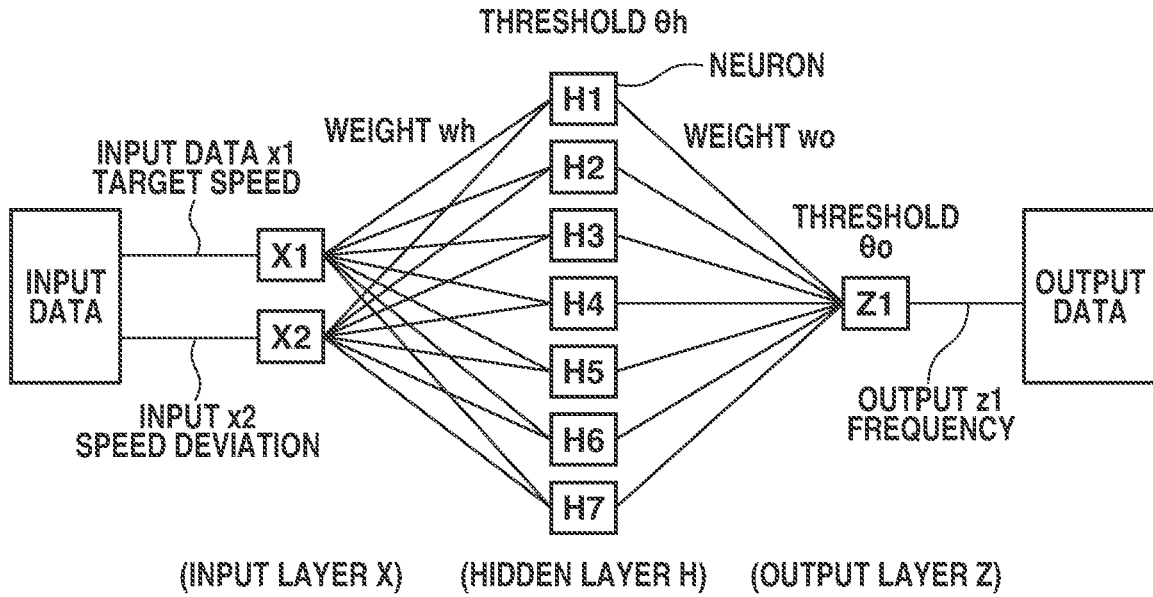 THRESHOLD θh
NEURON
H1
WEIGHT wh
WEIGHT wo
INPUT DATA x1
TARGET SPEED
H2
H3
THRESHOLD
θo
INPUT
DATA
X1
X2
H4
Z1
OUTPUT
DATA
H5
INPUT x2
SPEED DEVIATION
H6
OUTPUT z1
FREQUENCY
H7
(INPUT LAYER X)
(HIDDEN LAYER H)
(OUTPUT LAYER Z)